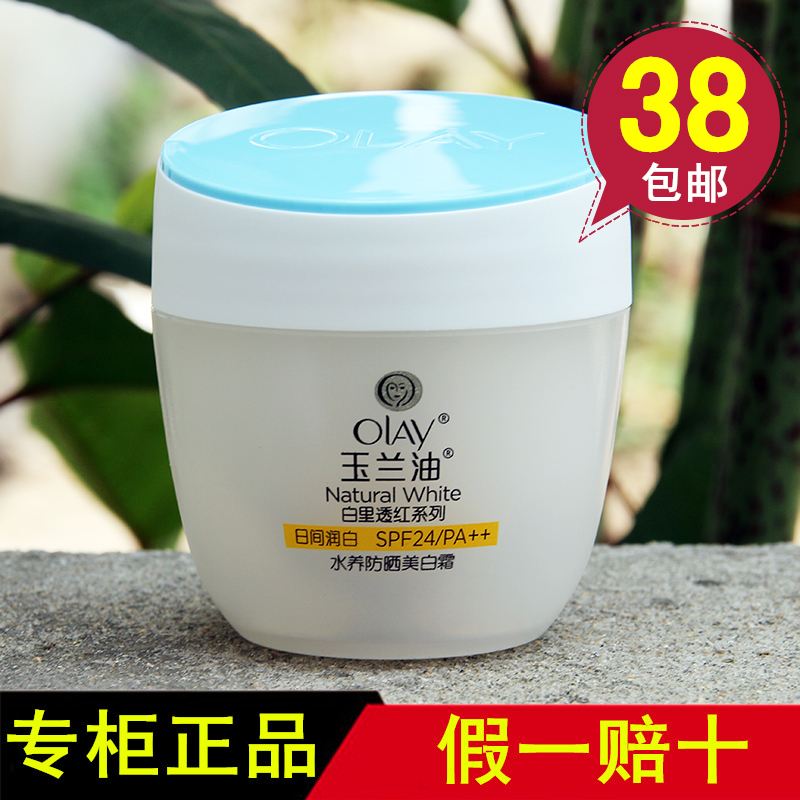 OLAY
38
包邮
OLAY®
玉兰油®
Natural White
白里透红系列
日间润白 SPF24/PA++
水养防晒美白霜
专柜正品 假一赔十